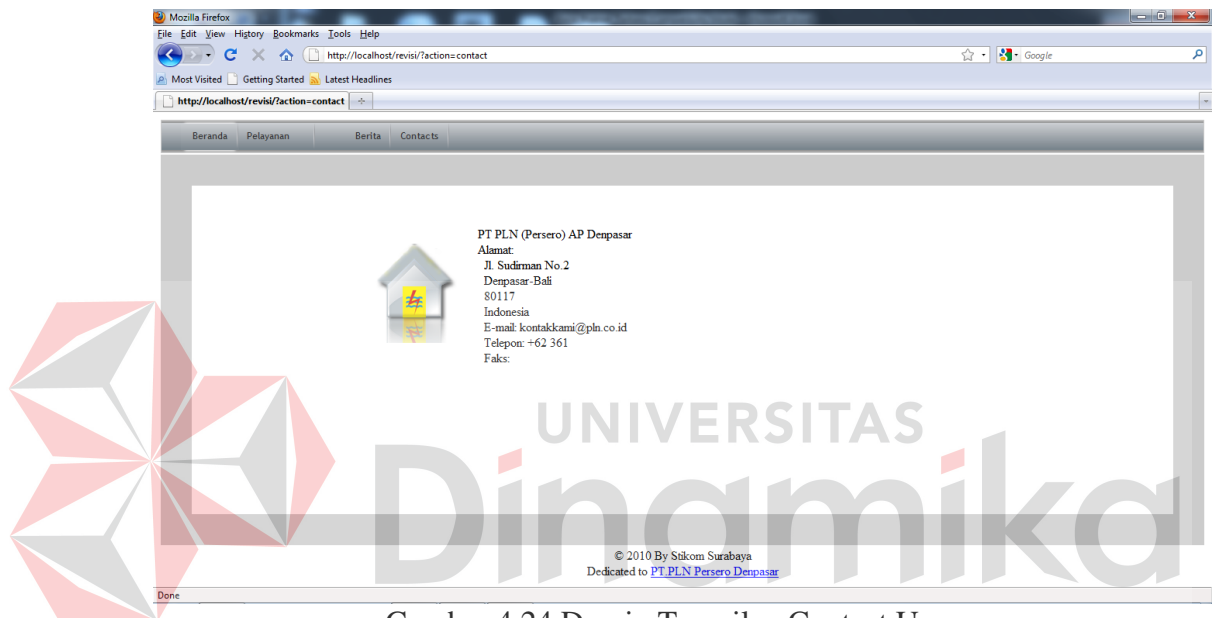 Mozilla Firefox
File Edit View History Bookmarks Tools Help
http://localhost/revisi/?action=contact
Google
Most Visited Getting Started Latest Headlines
http://localhost/revisi/?action=contact
Beranda Pelayanan Berita Contacts
PT PLN (Persero) AP Denpasar
Alamat:
Jl. Sudirman No.2
Denpasar-Bali
80117
Indonesia
E-mail: kontakkami@pln.co.id
Telepon: +62 361
Faks:
UNIVERSITAS
Dinamika
© 2010 By Stikom Surabaya
Dedicated to PT.PLN Persero Denpasar
Done